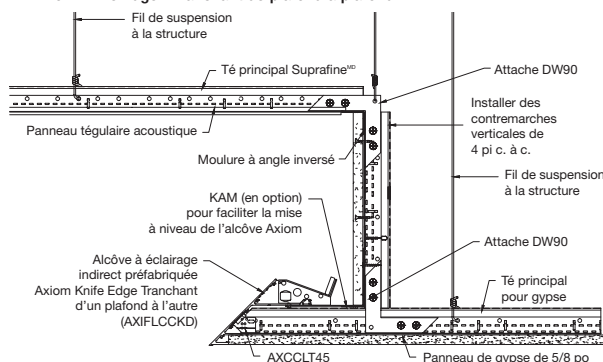 Fil de suspension
à la structure
Té principal Suprafineᴹᴰ
Attache DW90
Panneau tégulaire acoustique
Installer des
contremarches
verticales de
4 pi c. à c.
Moulure à angle inversé
Fil de suspension
à la structure
KAM (en option)
pour faciliter la mise
à niveau de l'alcôve Axiom
Attache DW90
Alcôve à éclairage
indirect préfabriquée
Axiom Knife Edge Tranchant
d'un plafond à l'autre
(AXIFLCCKD)
Té principal
pour gypse
AXCCLT45
Panneau de gypse de 5/8 po